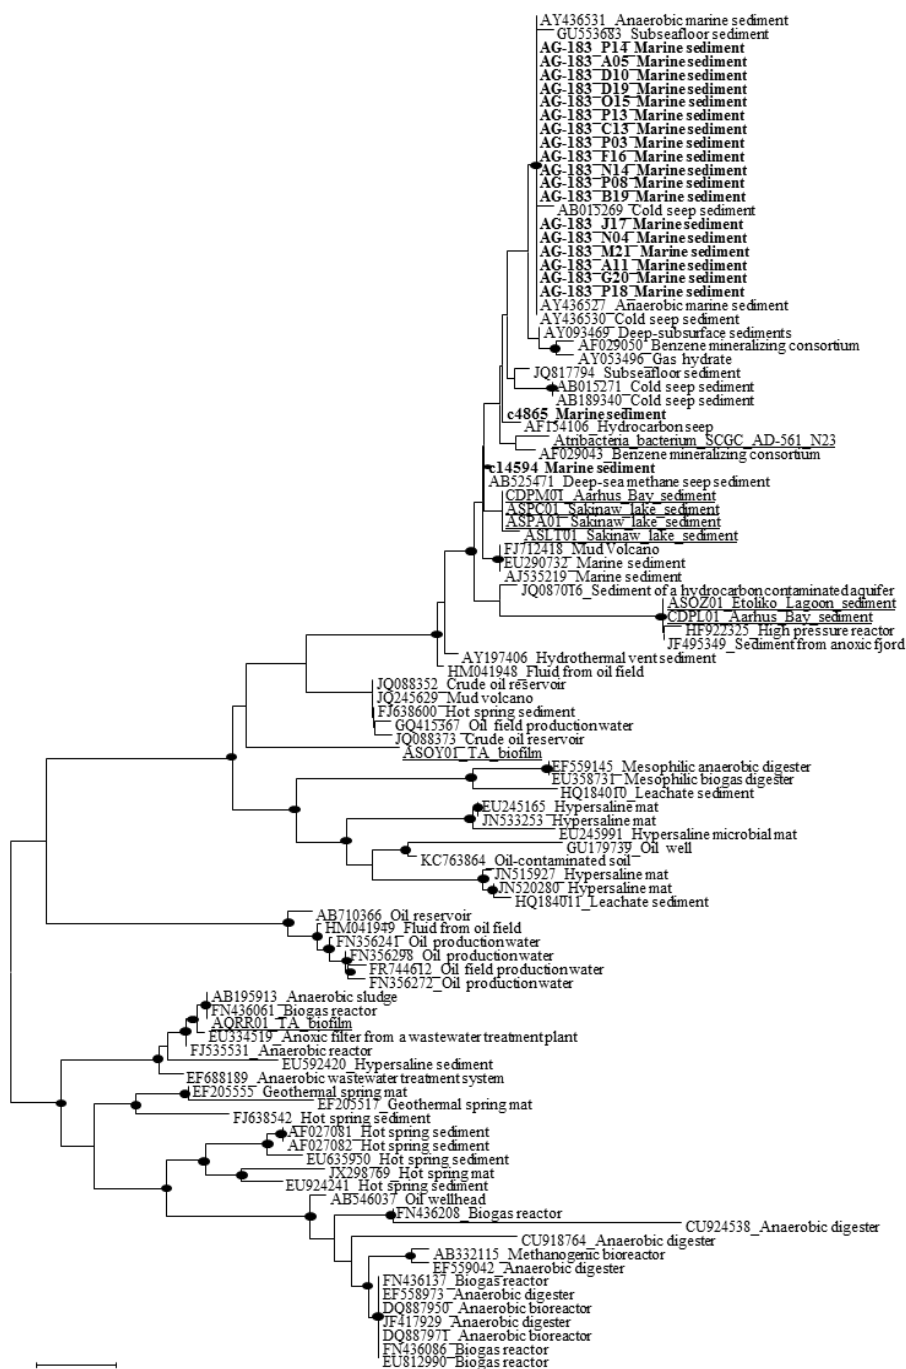 AY436531_Anaerobic marine sediment
GU553683_Subseafloor sediment
AG-183_P14_Marine sediment
AG-183_A05_Marine sediment
AG-183_D10_Marine sediment
AG-183_D19_Marine sediment
AG-183_O15_Marine sediment
AG-183_P13_Marine sediment
AG-183_C13_Marine sediment
AG-183_P03_Marine sediment
AG-183_F16_Marine sediment
AG-183_N14_Marine sediment
AG-183_P08_Marine sediment
AG-183_B19_Marine sediment
AB015269_Cold seep sediment
AG-183_J17_Marine sediment
AG-183_N04_Marine sediment
AG-183_M21_Marine sediment
AG-183_A11_Marine sediment
AG-183_G20_Marine sediment
AG-183_P18_Marine sediment
AY436527_Anaerobic marine sediment
AY436530_Cold seep sediment
AY093469_Deep-subsurface sediments
AF029050_Benzene mineralizing consortium
AY053496_Gas hydrate
JQ817794_Subseafloor sediment
AB015271_Cold seep sediment
AB189340_Cold seep sediment
c4865_Marine sediment
AF154106_Hydrocarbon seep
Atribacteria_bacterium_SCGC_AD-561_N23
AF029043_Benzene mineralizing consortium
c14594_Marine sediment
AB525471_Deep-sea methane seep sediment
CDPM01_Aarhus_Bay_sediment
ASPC01_Sakinaw_lake_sediment
ASPA01_Sakinaw_lake_sediment
ASLT01_Sakinaw_lake_sediment
FJ712418_Mud Volcano
EU290732_Marine sediment
AJ535219_Marine sediment
JQ087016_Sediment of a hydrocarbon contaminated aquifer
ASOZ01_Etoliko_Lagoon_sediment
CDPL01_Aarhus_Bay_sediment
HF922325_High pressure reactor
JF495349_Sediment from anoxic fjord
AY197406_Hydrothermal vent sediment
HM041948_Fluid from oil field
JQ088352_Crude oil reservoir
JQ245629_Mud volcano
FJ638600_Hot spring sediment
GQ415367_Oil field production water
JQ088373_Crude oil reservoir
ASOY01_TA_biofilm
EF559145_Mesophilic anaerobic digester
EU358731_Mesophilic biogas digester
HQ184010_Leachate sediment
EU245165_Hypersaline mat
JN533253_Hypersaline mat
EU245991_Hypersaline microbial mat
GU179739_Oil well
KC763864_Oil-contaminated soil
JN515927_Hypersaline mat
JN520280_Hypersaline mat
HQ184011_Leachate sediment
AB710366_Oil reservoir
HM041949_Fluid from oil field
FN356241_Oil production water
FN356298_Oil production water
FR744612_Oil field production water
FN356272_Oil production water
AB195913_Anaerobic sludge
FN436061_Biogas reactor
AQRR01_TA_biofilm
EU334519_Anoxic filter from a wastewater treatment plant
FJ535531_Anaerobic reactor
EU592420_Hypersaline sediment
EF688189_Anaerobic wastewater treatment system
EF205555_Geothermal spring mat
EF205517_Geothermal spring mat
FJ638542_Hot spring sediment
AF027081_Hot spring sediment
AF027082_Hot spring sediment
EU635950_Hot spring sediment
JX298769_Hot spring mat
EU924241_Hot spring sediment
AB546037_Oil wellhead
FN436208_Biogas reactor
CU924538_Anaerobic digester
CU918764_Anaerobic digester
AB332115_Methanogenic bioreactor
EF559042_Anaerobic digester
FN436137_Biogas reactor
EF558973_Anaerobic digester
DQ887950_Anaerobic bioreactor
JF417929_Anaerobic digester
DQ887971_Anaerobic bioreactor
FN436086_Biogas reactor
EU812990_Biogas reactor